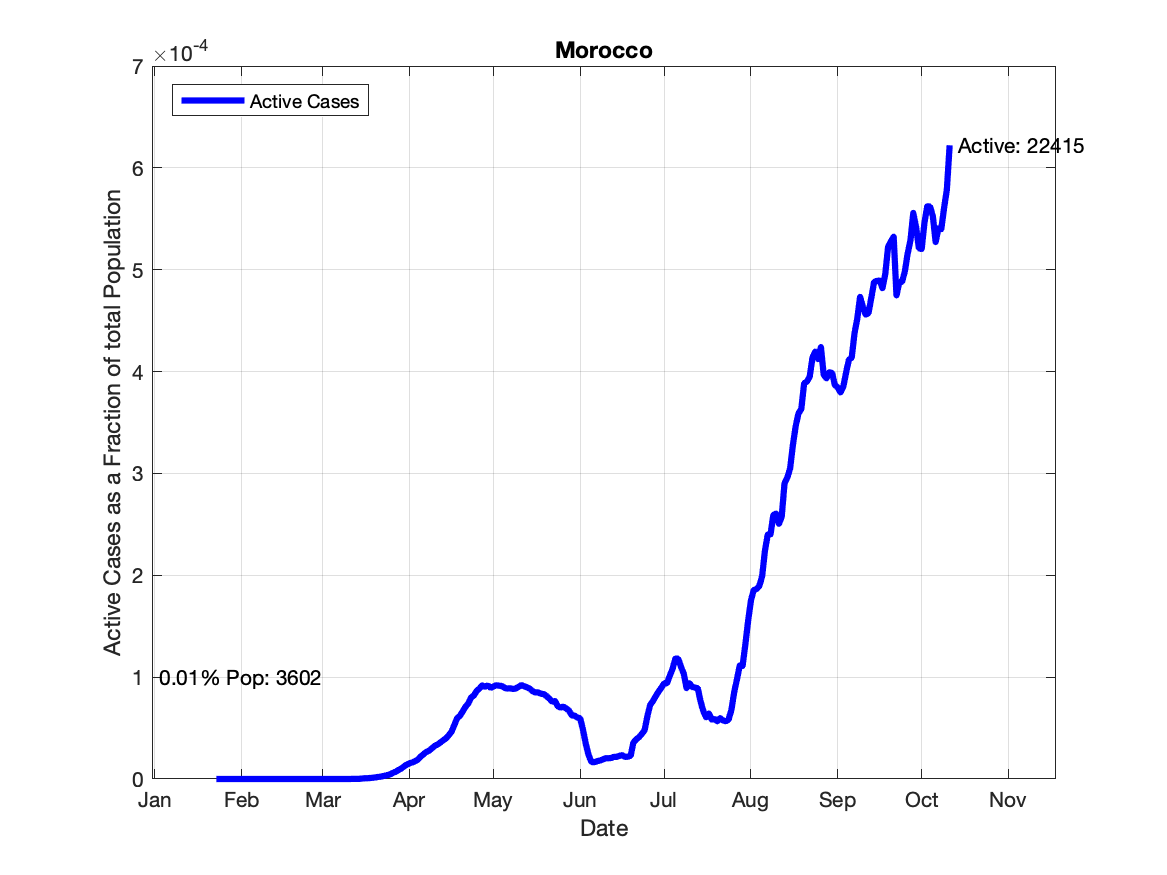 Morocco
×10-4
7
6
5
4
3
2
1
0
Active Cases
Active: 22415
0.01% Pop: 3602
Active Cases as a Fraction of total Population
Jan Feb Mar Apr May Jun Jul Aug Sep Oct Nov
Date